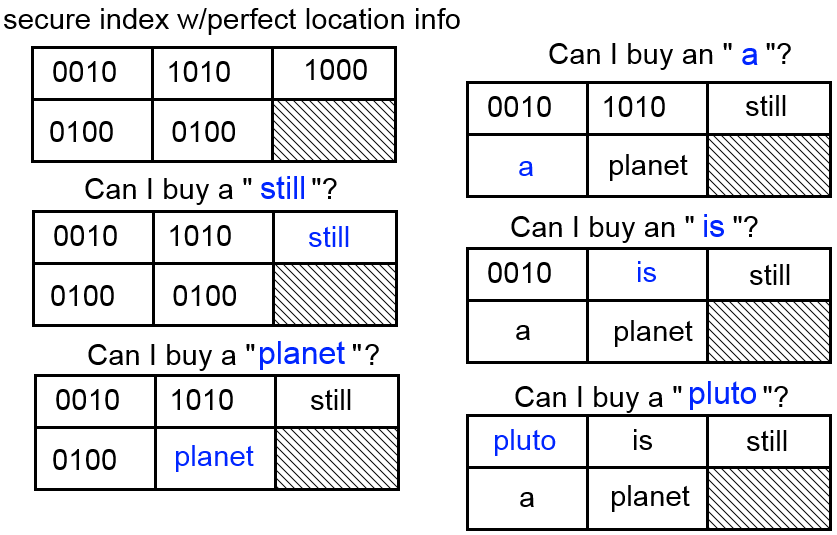 secure index w/perfect location info
0010 1010 1000
0100 0100
Can I buy a " still "?
0010 1010 still
0100 0100
Can I buy a "planet "?
0010 1010 still
0100 planet
Can I buy an " a "?
0010 1010 still
a planet
Can I buy an " is "?
0010 is still
a planet
Can I buy a " pluto "?
pluto is still
a planet